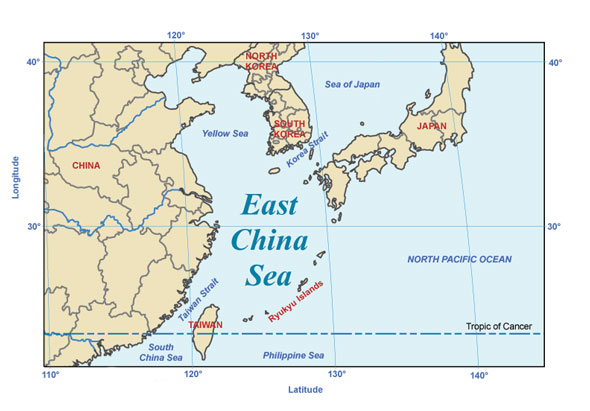 120°
130°
140°
40°
40°
NORTH
KOREA
Sea of Japan
SOUTH
KOREA
JAPAN
Yellow Sea
Korea Strait
CHINA
Longitude
East
China
Sea
30°
30°
NORTH PACIFIC OCEAN
Taiwan Strait
Ryukyu Islands
TAIWAN
Tropic of Cancer
South
China Sea
Philippine Sea
110°
120°
130°
140°
Latitude